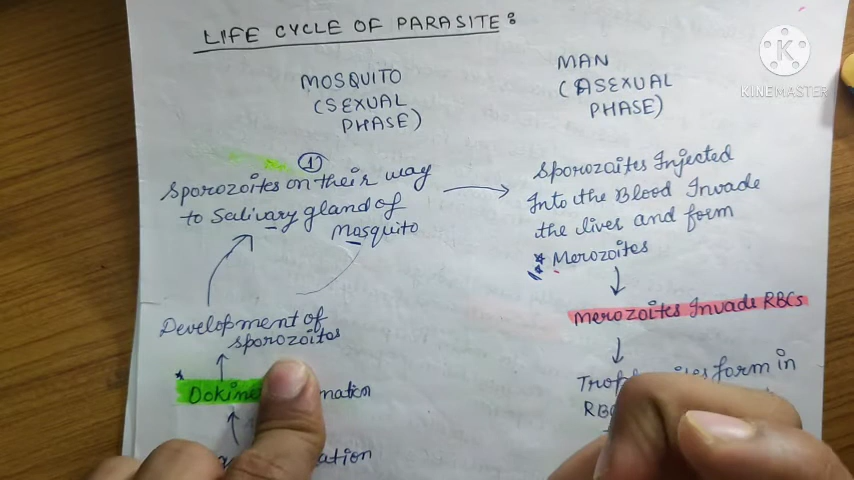 LIFE CYCLE OF PARASITE:
MOSQUITO
(SEXUAL
PHASE)
MAN
(ASEXUAL
PHASE)
K
KINEMASTER
1
Sporozoites on their way
to Salivary gland of
Mosquito
Sporozoites Injected
Into the Blood Invade
the liver and form
Merozoites
Merozoites Invade RBCs
Development of
sporozoites
form in